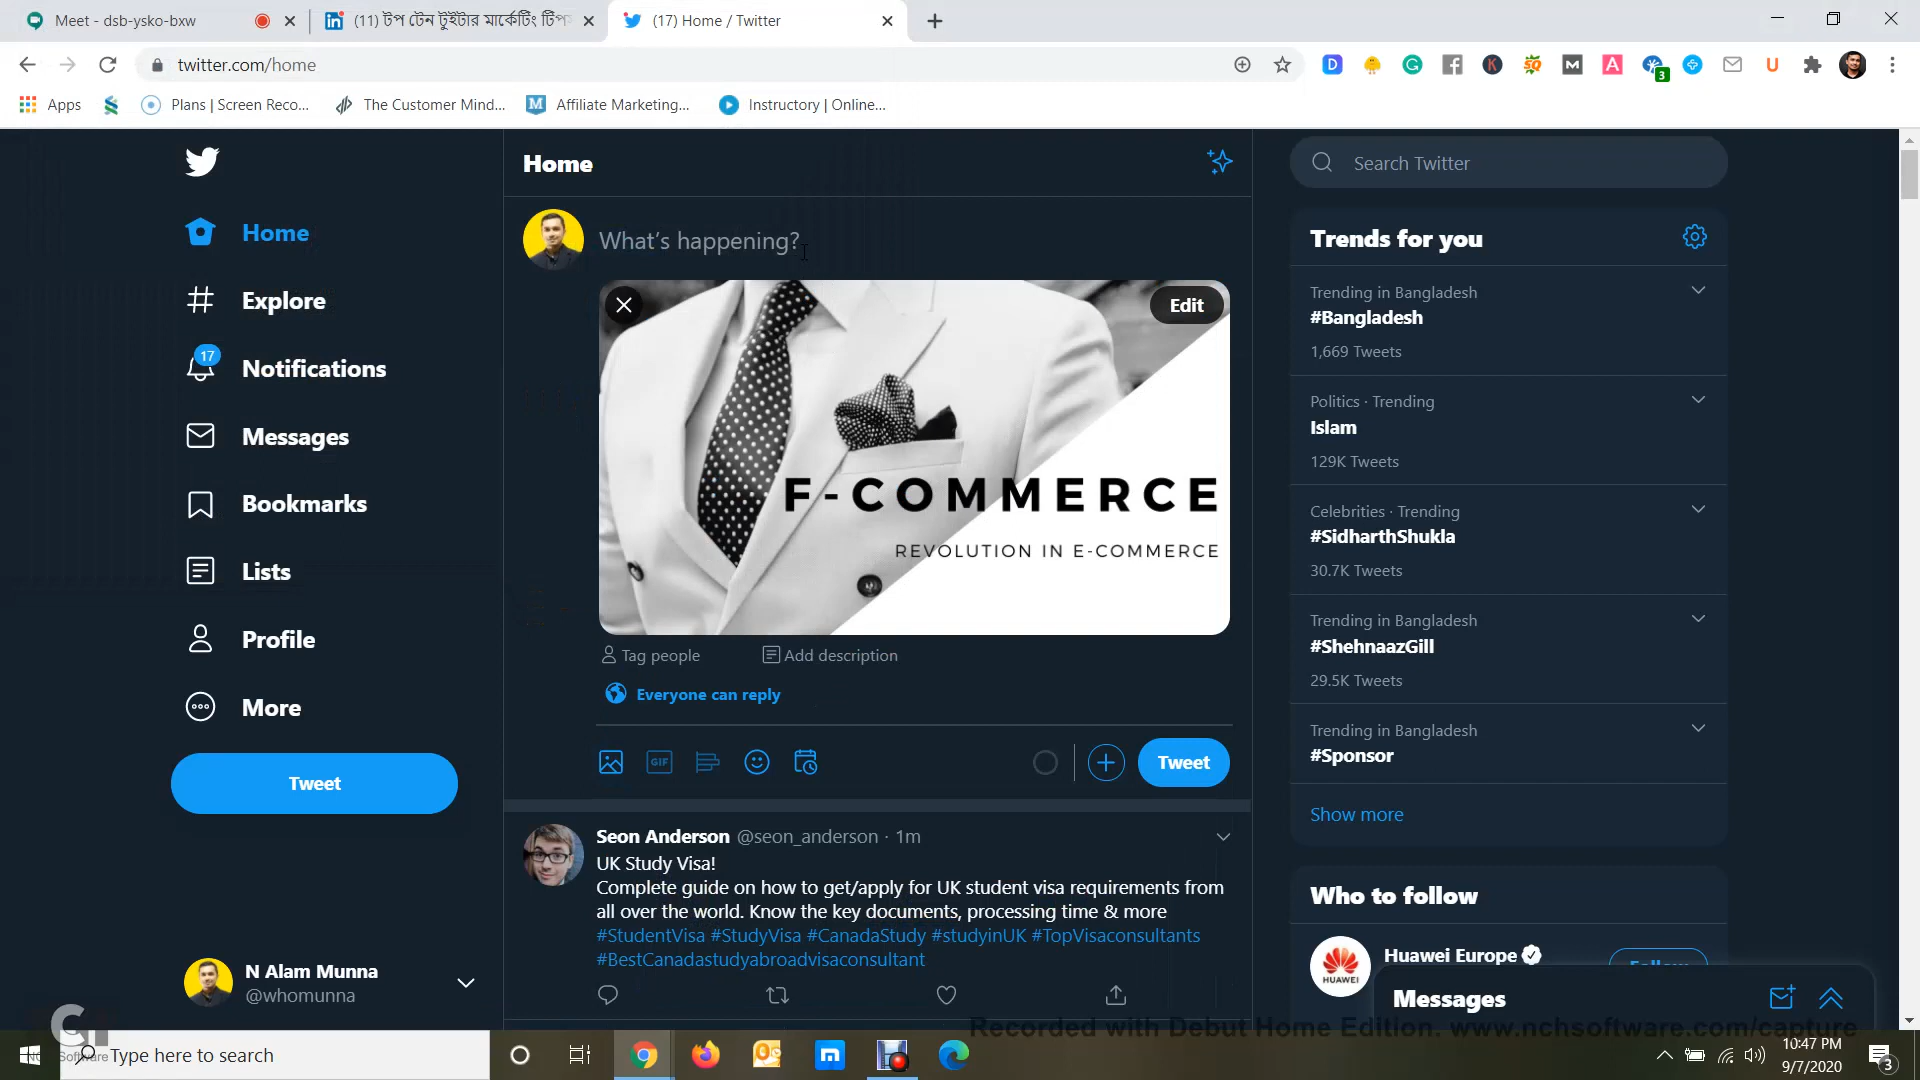 Meet - dsb-ysko-bxw
(11) টপ টেন টুইটার মার্কেটিং টিপ
(17) Home / Twitter
twitter.com/home
3
Apps
Plans | Screen Reco...
The Customer Mind...
Affiliate Marketing...
Instructory | Online...
Home
Explore
17
Notifications
Messages
Bookmarks
Lists
Profile
More
Tweet
N Alam Munna
@whomunna
Home
What's happening?
Edit
F-COMMERCE
REVOLUTION IN E-COMMERCE
Tag people
Add description
Everyone can reply
GIF
Tweet
Seon Anderson @seon_anderson · 1m
UK Study Visa!
Complete guide on how to get/apply for UK student visa requirements from
all over the world. Know the key documents, processing time & more
#StudentVisa #StudyVisa #CanadaStudy #studyinUK #TopVisaconsultants
#BestCanadastudyabroadvisaconsultant
Search Twitter
Trends for you
Trending in Bangladesh
#Bangladesh
1,669 Tweets
Politics · Trending
Islam
129K Tweets
Celebrities · Trending
#SidharthShukla
30.7K Tweets
Trending in Bangladesh
#ShehnaazGill
29.5K Tweets
Trending in Bangladesh
#Sponsor
Show more
Who to follow
Huawei Europe
HUAWEI
Follow
Messages
Recorded with Debut Home Edition. www.nchsoftware.com/capture
Software
Type here to search
10:47 PM
9/7/2020
3